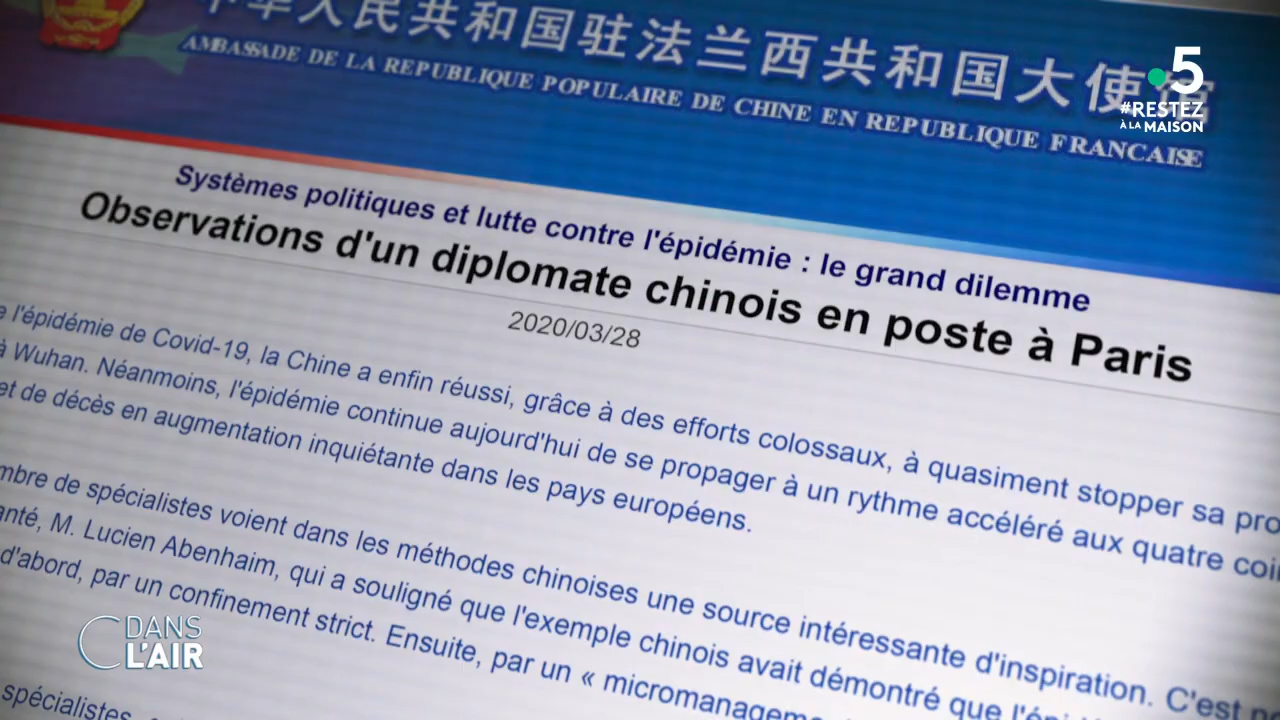 中华人民共和国驻法兰西共和国大使馆
AMBASSADE DE LA REPUBLIQUE POPULAIRE DE CHINE EN REPUBLIQUE FRANCAISE
5
#RESTEZ
À LA MAISON
Systèmes politiques et lutte contre l'épidémie : le grand dilemme
Observations d'un diplomate chinois en poste à Paris
2020/03/28
l'épidémie de Covid-19, la Chine a enfin réussi, grâce à des efforts colossaux, à quasiment stopper sa
à Wuhan. Néanmoins, l'épidémie continue aujourd'hui de se propager à un rythme accéléré aux quatre
et de décès en augmentation inquiétante dans les pays européens.
mbre de spécialistes voient dans les méthodes chinoises une source intéressante d'inspiration. C'est
anté, M. Lucien Abenhaim, qui a souligné que l'exemple chinois avait démontré que
d'abord, par un confinement strict. Ensuite, par un « micromanagem
spécialistes
C DANS
L'AIR